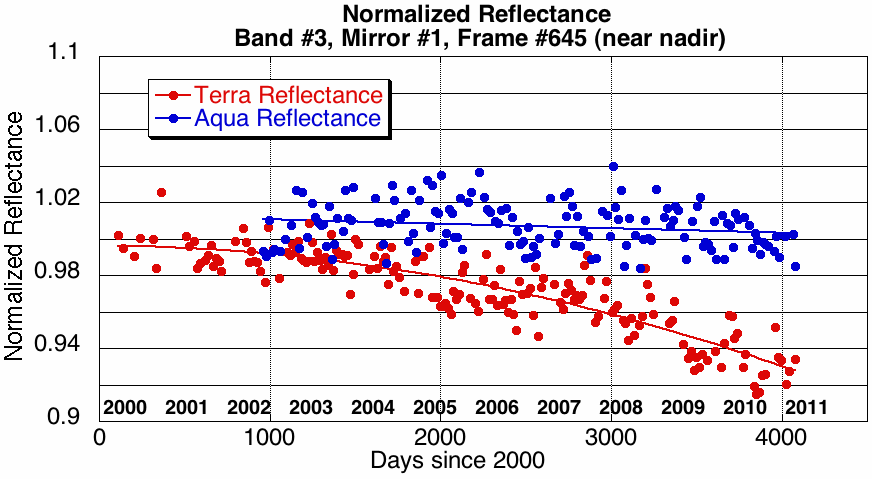 Normalized Reflectance
Band #3, Mirror #1, Frame #645 (near nadir)
1.1
1.06
1.02
0.98
0.94
0.9
Normalized Reflectance
Terra Reflectance
Aqua Reflectance
2000 2001 2002 2003 2004 2005 2006 2007 2008 2009 2010 2011
0 1000 2000 3000 4000
Days since 2000